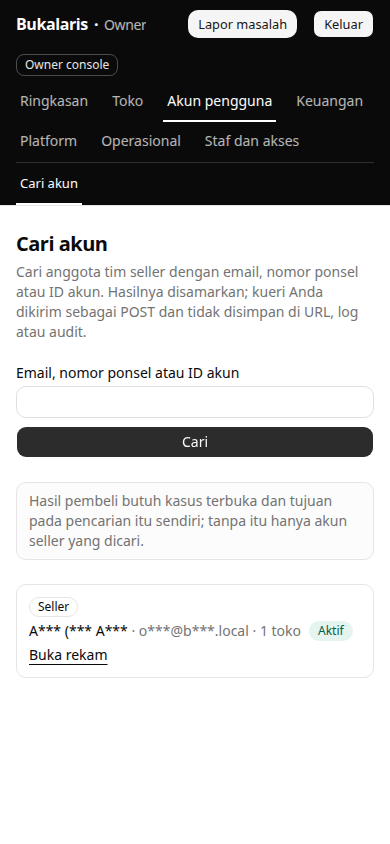 Bukalaris · Owner
Lapor masalah
Keluar
Owner console
Ringkasan Toko Akun pengguna Keuangan
Platform Operasional Staf dan akses
Cari akun
Cari akun
Cari anggota tim seller dengan email, nomor ponsel
atau ID akun. Hasilnya disamarkan; kueri Anda
dikirim sebagai POST dan tidak disimpan di URL, log
atau audit.
Email, nomor ponsel atau ID akun
Cari
Hasil pembeli butuh kasus terbuka dan tujuan
pada pencarian itu sendiri; tanpa itu hanya akun
seller yang dicari.
Seller
A*** (*** A*** · o***@b***.local · 1 toko Aktif
Buka rekam